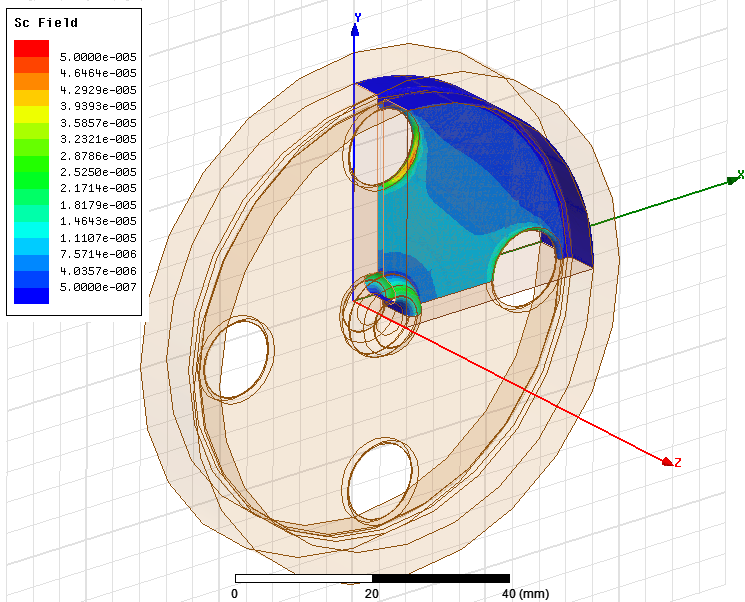 Sc Field
5.0000e-005
4.6464e-005
4.2929e-005
3.9393e-005
3.5857e-005
3.2321e-005
2.8786e-005
2.5250e-005
2.1714e-005
1.8179e-005
1.4643e-005
1.1107e-005
7.5714e-006
4.0357e-006
5.0000e-007
Y
X
Z
0
20
40 (mm)